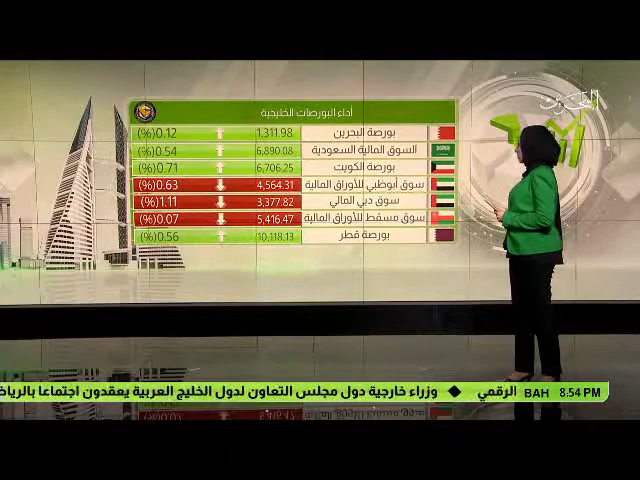 البحرين
أداء البورصات الخليجية
بورصة البحرين 1,311.98 0.12(%)
السوق المالية السعودية 6,890.08 0.54(%)
بورصة الكويت 6,706.25 0.71(%)
سوق أبوظبي للأوراق المالية 4,564.31 0.63(%)
سوق دبي المالي 3,377.82 1.11(%)
سوق مسقط للأوراق المالية 5,416.47 0.07(%)
بورصة قطر 10,118.13 0.56(%)
8:54 PM BAH الرقمي ◆ وزراء خارجية دول مجلس التعاون لدول الخليج العربية يعقدون اجتماعا بالرياض